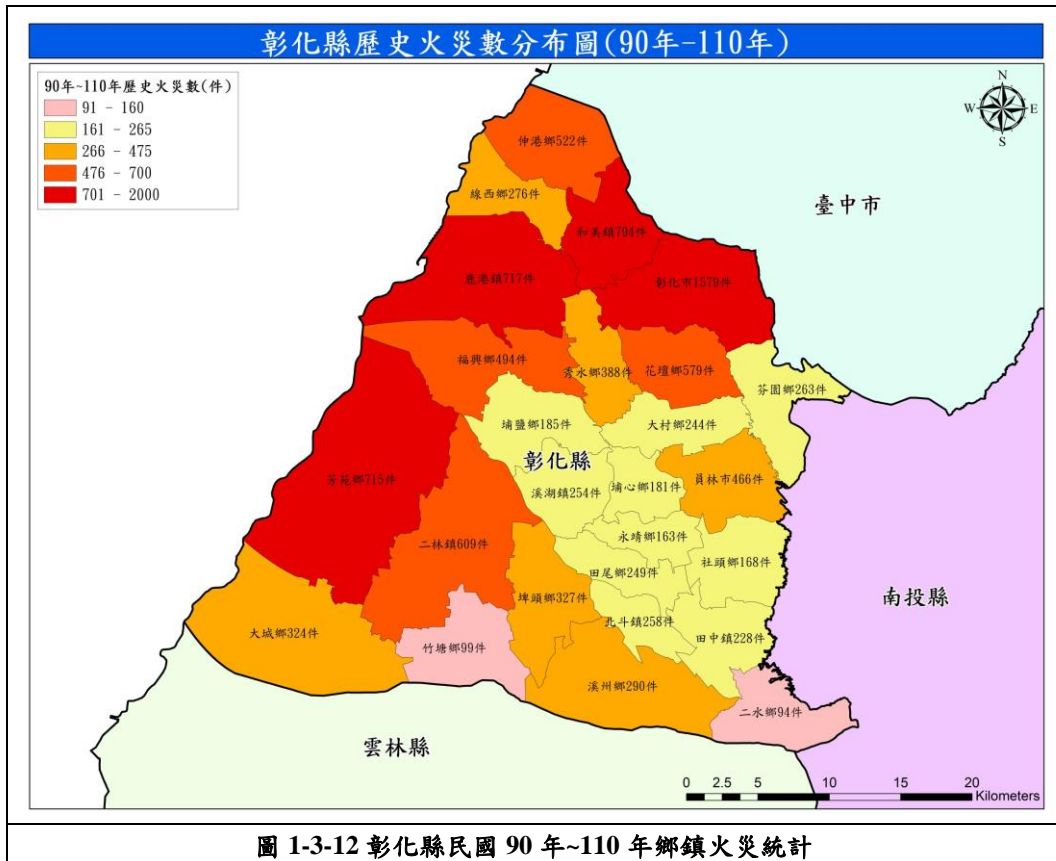 彰化縣歷史火災數分布圖(90年-110年)
90年~110年歷史火災數(件)
91 - 160
161 - 265
266 - 475
476 - 700
701 - 2000
N
W
E
S
伸港鄉522件
線西鄉276件
和美鎮794件
臺中市
鹿港鎮717件
彰化市1579件
福興鄉494件
秀水鄉388件
花壇鄉579件
芬園鄉263件
埔鹽鄉185件
大村鄉244件
彰化縣
芳苑鄉715件
溪湖鎮254件
埔心鄉181件
員林市466件
二林鎮609件
永靖鄉163件
田尾鄉249件
社頭鄉168件
南投縣
埤頭鄉327件
北斗鎮258件
大城鄉324件
竹塘鄉99件
田中鎮228件
溪州鄉290件
二水鄉94件
雲林縣
0 2.5 5 10 15 20
Kilometers
圖 1-3-12 彰化縣民國 90 年~110 年鄉鎮火災統計